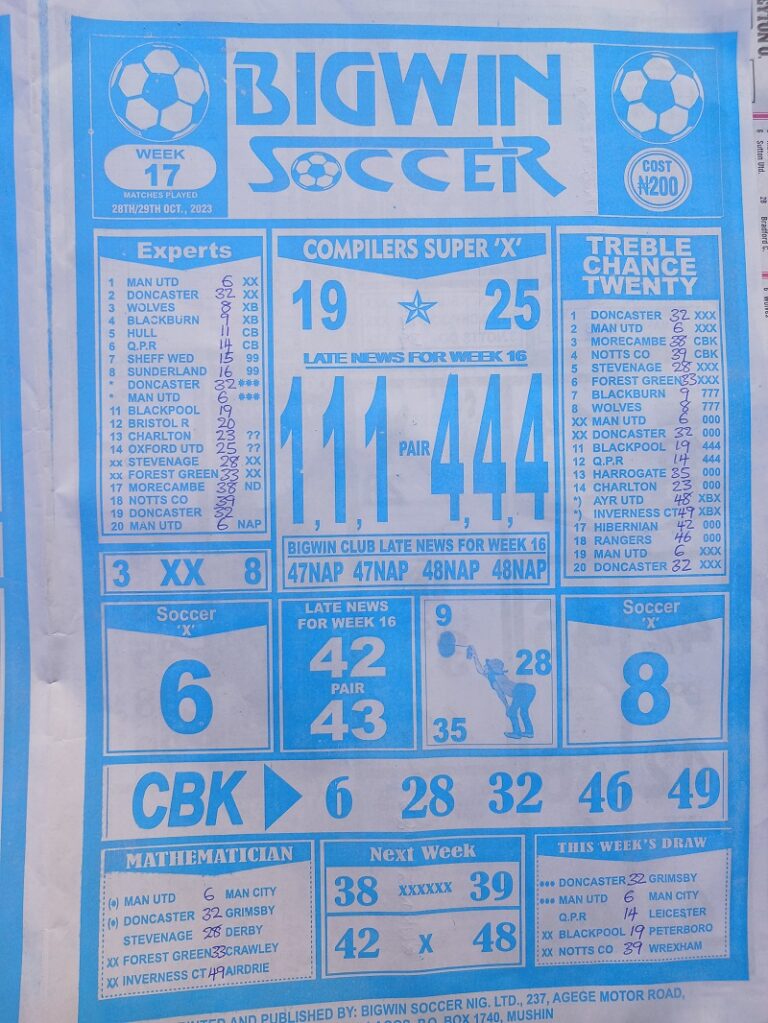 BIGWIN
SOCCER
WEEK
17
MATCHES PLAYED
28TH/29TH OCT., 2023
COST
₦200
Experts
1 MAN UTD 6 XX
2 DONCASTER 32 XX
3 WOLVES 8 XB
4 BLACKBURN 9 XB
5 HULL 11 CB
6 Q.P.R 14 CB
7 SHEFF WED 15 99
8 SUNDERLAND 16 99
* DONCASTER 32 ***
* MAN UTD 6 ***
11 BLACKPOOL 19
12 BRISTOL R 20
13 CHARLTON 23 ??
14 OXFORD UTD 25 ??
xx STEVENAGE 28 XX
xx FOREST GREEN 33 XX
17 MORECAMBE 38 ND
18 NOTTS CO 39
19 DONCASTER 32
20 MAN UTD 6 NAP
3 XX 8
COMPILERS SUPER 'X'
19 25
LATE NEWS FOR WEEK 16
1,1,1 PAIR 4,4,4
BIGWIN CLUB LATE NEWS FOR WEEK 16
47NAP 47NAP 48NAP 48NAP
TREBLE
CHANCE
TWENTY
1 DONCASTER 32 XXX
2 MAN UTD 6 XXX
3 MORECAMBE 38 CBK
4 NOTTS CO 39 CBK
5 STEVENAGE 28 XXX
6 FOREST GREEN 33 XXX
7 BLACKBURN 9 777
8 WOLVES 8 777
XX MAN UTD 6 000
XX DONCASTER 32 000
11 BLACKPOOL 19 444
12 Q.P.R 14 444
13 HARROGATE 35 000
14 CHARLTON 23 000
*) AYR UTD 48 XBX
*) INVERNESS CT 49 XBX
17 HIBERNIAN 42 000
18 RANGERS 46 000
19 MAN UTD 6 XXX
20 DONCASTER 32 XXX
Soccer
'X'
6
LATE NEWS
FOR WEEK 16
42
PAIR
43
9
28
35
Soccer
'X'
8
CBK 6 28 32 46 49
MATHEMATICIAN
(•) MAN UTD 6 MAN CITY
(•) DONCASTER 32 GRIMSBY
STEVENAGE 28 DERBY
XX FOREST GREEN 33 CRAWLEY
XX INVERNESS CT 49 AIRDRIE
Next Week
38 XXXXXX 39
42 X 48
THIS WEEK'S DRAW
••• DONCASTER 32 GRIMSBY
••• MAN UTD 6 MAN CITY
Q.P.R 14 LEICESTER
XX BLACKPOOL 19 PETERBORO
XX NOTTS CO 39 WREXHAM
AND PUBLISHED BY: BIGWIN SOCCER NIG. LTD., 237, AGEGE MOTOR ROAD,
P.O. BOX 1740, MUSHIN
Sutton Utd.
28 Bradford C.